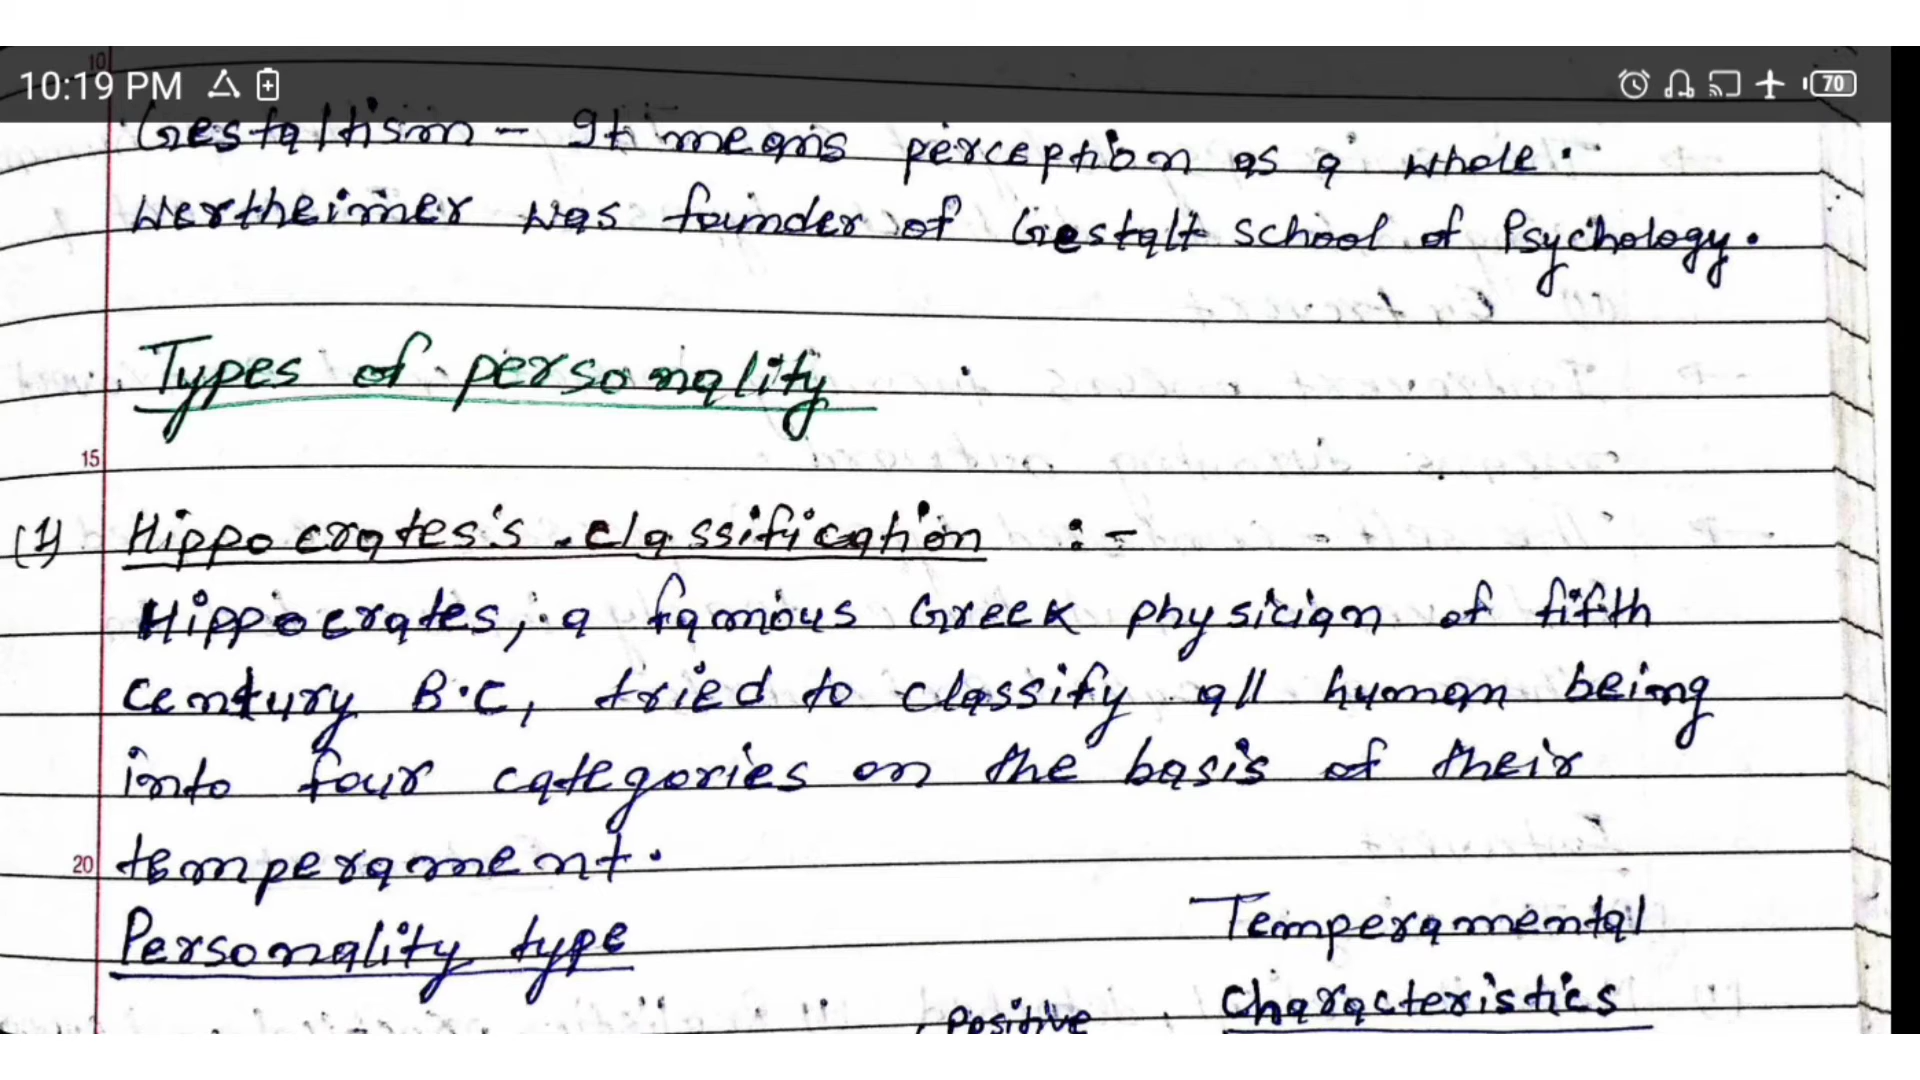 10
10:19 PM 70
Gestaltism - It means perception as a whole.
Wertheimer was founder of Gestalt School of Psychology.
Types of personality
15
(1) Hippocrates's classification :-
Hippocrates, a famous Greek physician of fifth
century B.C, tried to classify all human being
into four categories on the basis of their
20 temperament.
Personality type Temperamental
Positive Characteristics